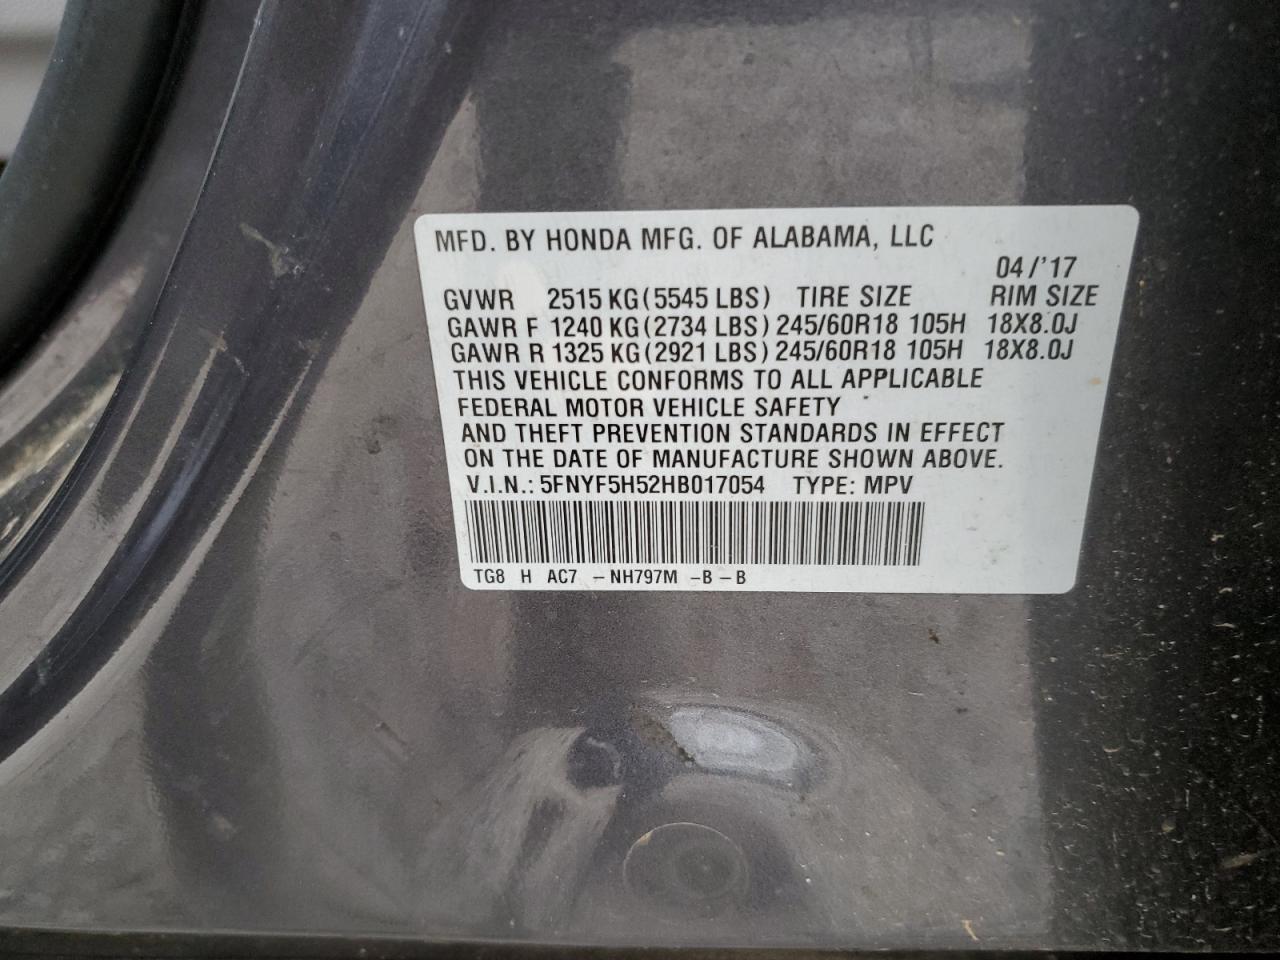 MFD. BY HONDA MFG. OF ALABAMA, LLC
04/'17
GVWR 2515 KG (5545 LBS) TIRE SIZE RIM SIZE
GAWR F 1240 KG (2734 LBS) 245/60R18 105H 18X8.0J
GAWR R 1325 KG (2921 LBS) 245/60R18 105H 18X8.0J
THIS VEHICLE CONFORMS TO ALL APPLICABLE
FEDERAL MOTOR VEHICLE SAFETY
AND THEFT PREVENTION STANDARDS IN EFFECT
ON THE DATE OF MANUFACTURE SHOWN ABOVE.
V.I.N.: 5FNYF5H52HB017054 TYPE: MPV
TG8 H AC7 -NH797M -B -B